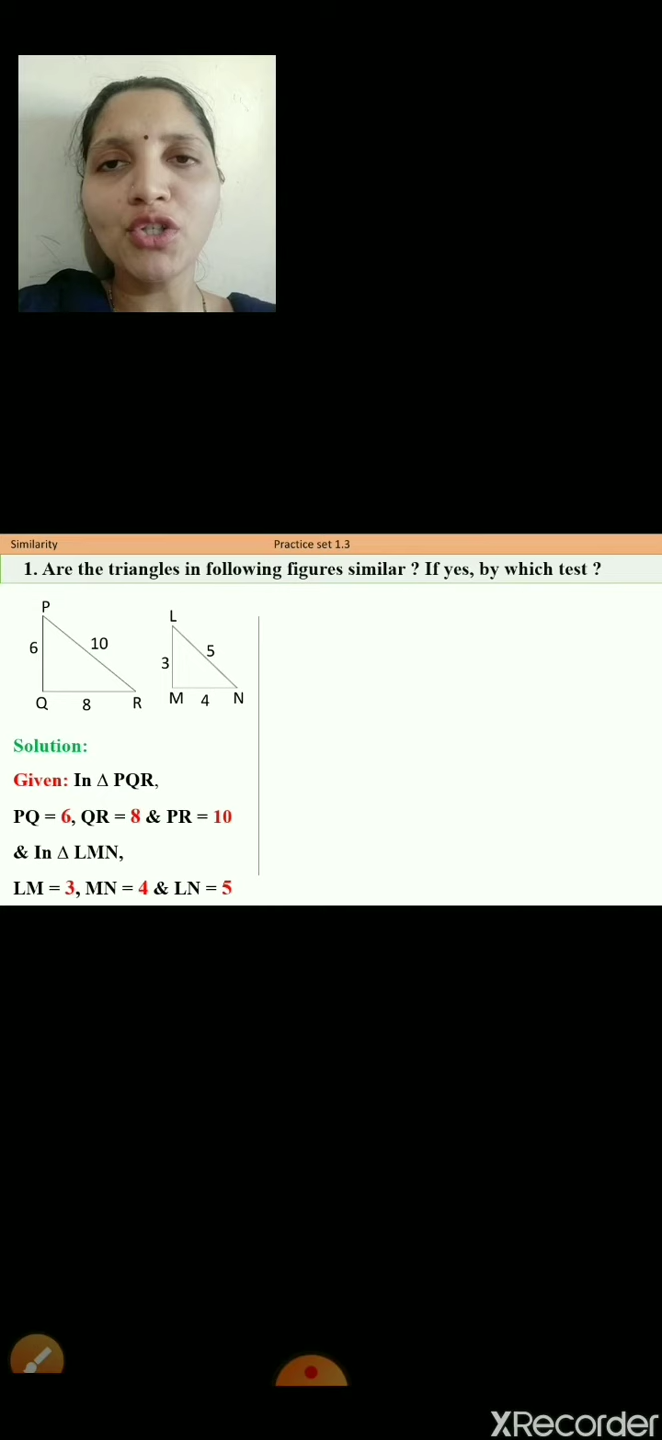 Similarity Practice set 1.3
1. Are the triangles in following figures similar ? If yes, by which test ?
P
L
6
10
3
5
Q
8
R
M
4
N
Solution:
Given: In Δ PQR,
PQ = 6, QR = 8 & PR = 10
& In Δ LMN,
LM = 3, MN = 4 & LN = 5
XRecorder